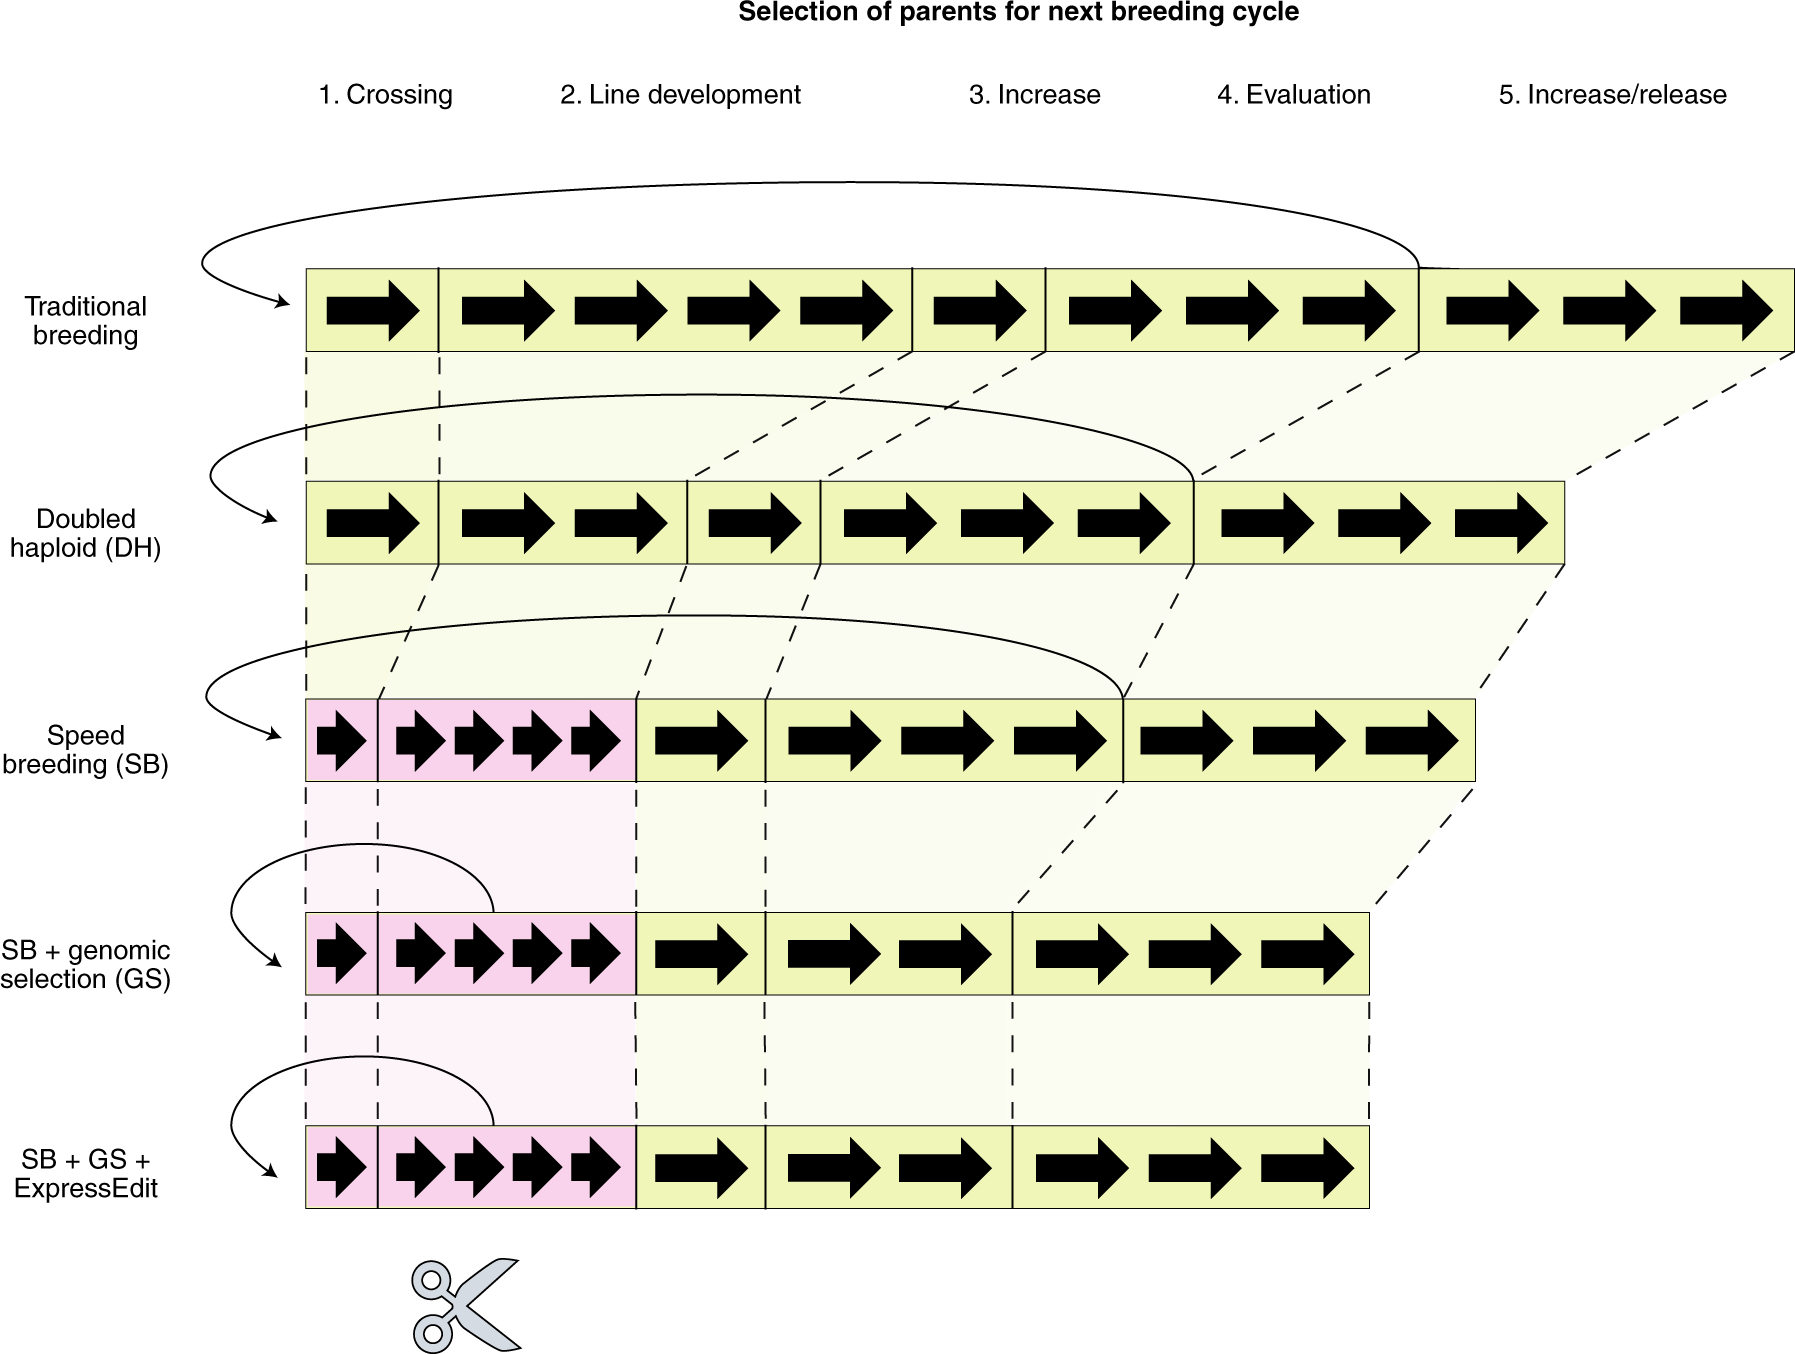 Selection of parents for next breeding cycle
1. Crossing
2. Line development
3. Increase
4. Evaluation
5. Increase/release
Traditional
breeding
Doubled
haploid (DH)
Speed
breeding (SB)
SB + genomic
selection (GS)
SB + GS +
ExpressEdit